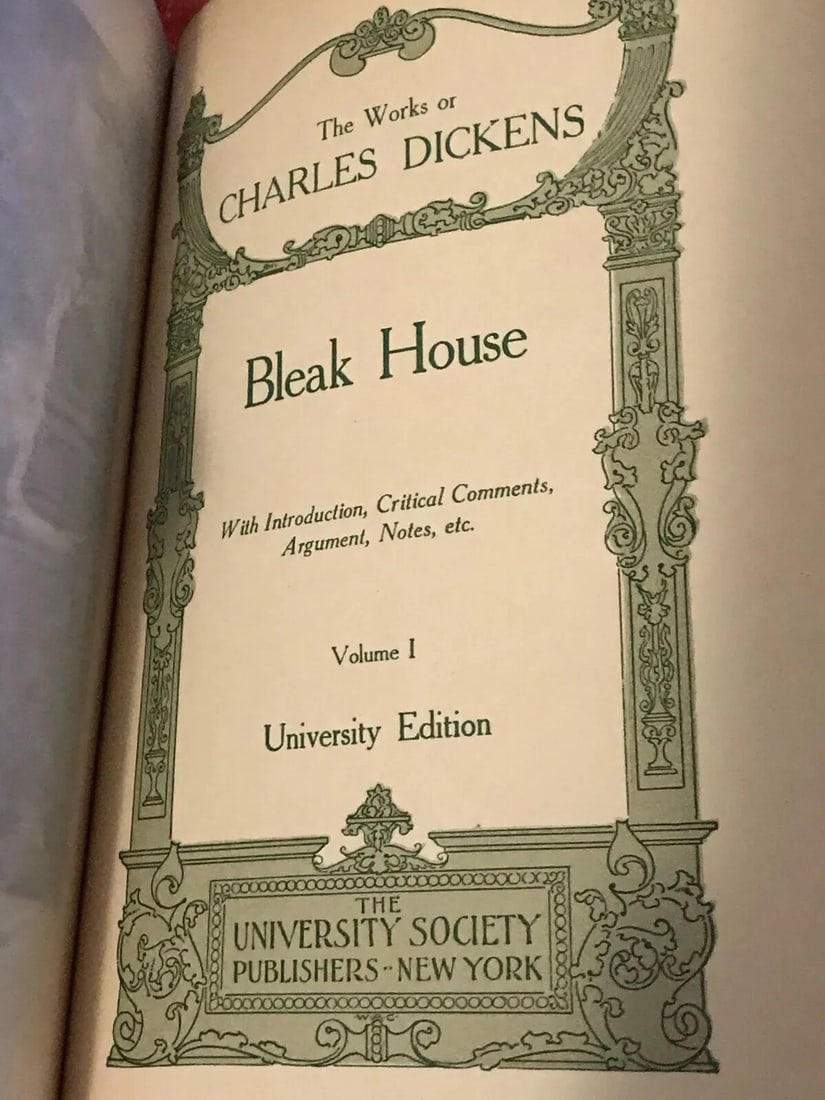 The Works of
CHARLES DICKENS
Bleak House
With Introduction, Critical Comments,
Argument, Notes, etc.
Volume I
University Edition
THE
UNIVERSITY SOCIETY
PUBLISHERS-NEW YORK